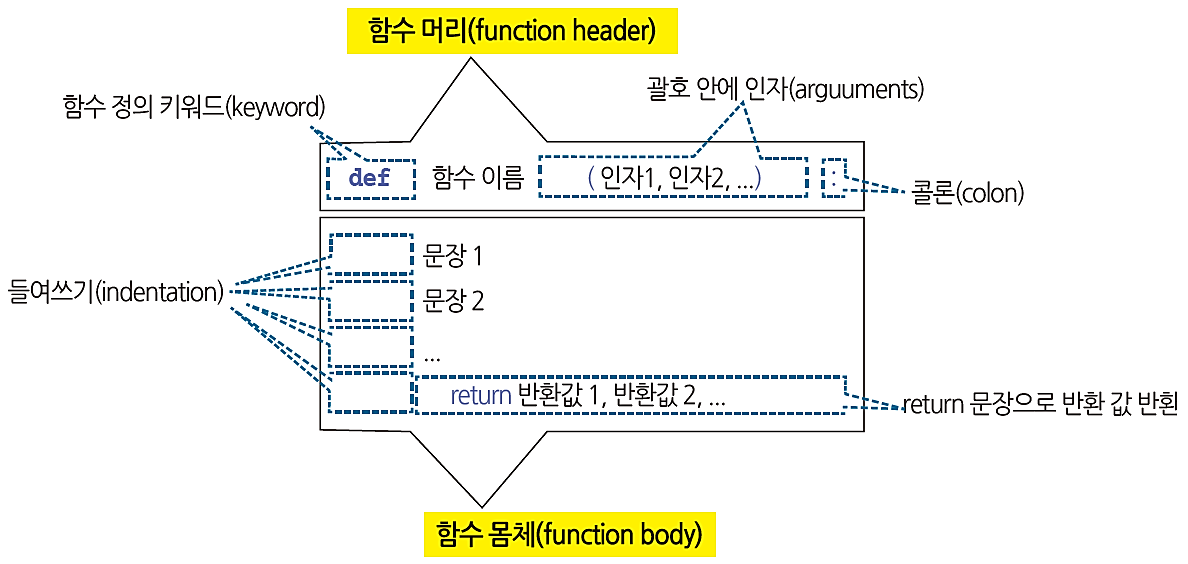 함수 머리(function header)
괄호 안에 인자(arguuments)
함수 정의 키워드(keyword)
def 함수 이름 ( 인자1, 인자2, ...) :
콜론(colon)
문장 1
들여쓰기(indentation)
문장 2
...
return 반환값 1, 반환값 2, ...
return 문장으로 반환 값 반환
함수 몸체(function body)